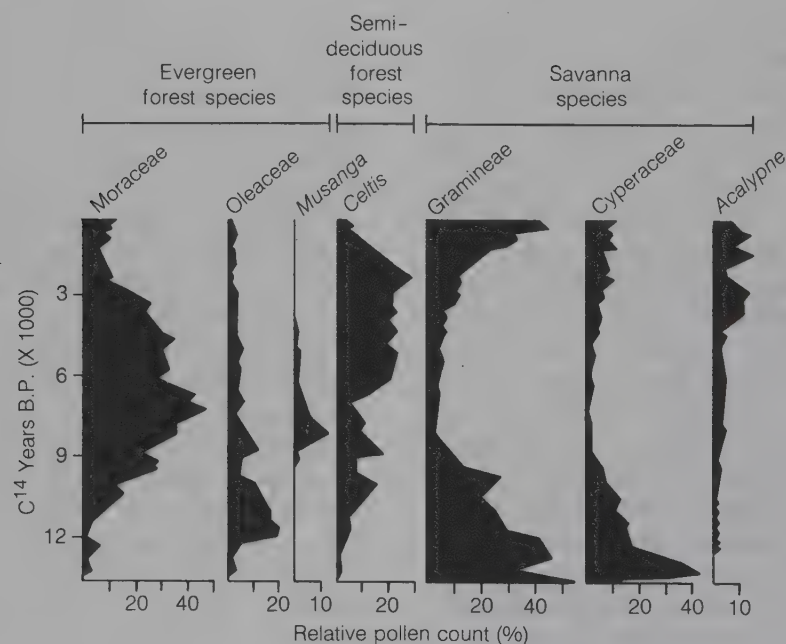 Evergreen
forest species
Semi-
deciduous
forest
species
Savanna
species
Moraceae
Oleaceae
Musanga
Celtis
Gramineae
Cyperaceae
Acalypne
C¹⁴ Years B.P. (X 1000)
3
6
9
12
20 40 20 10 20 20 40 20 40 10
Relative pollen count (%)